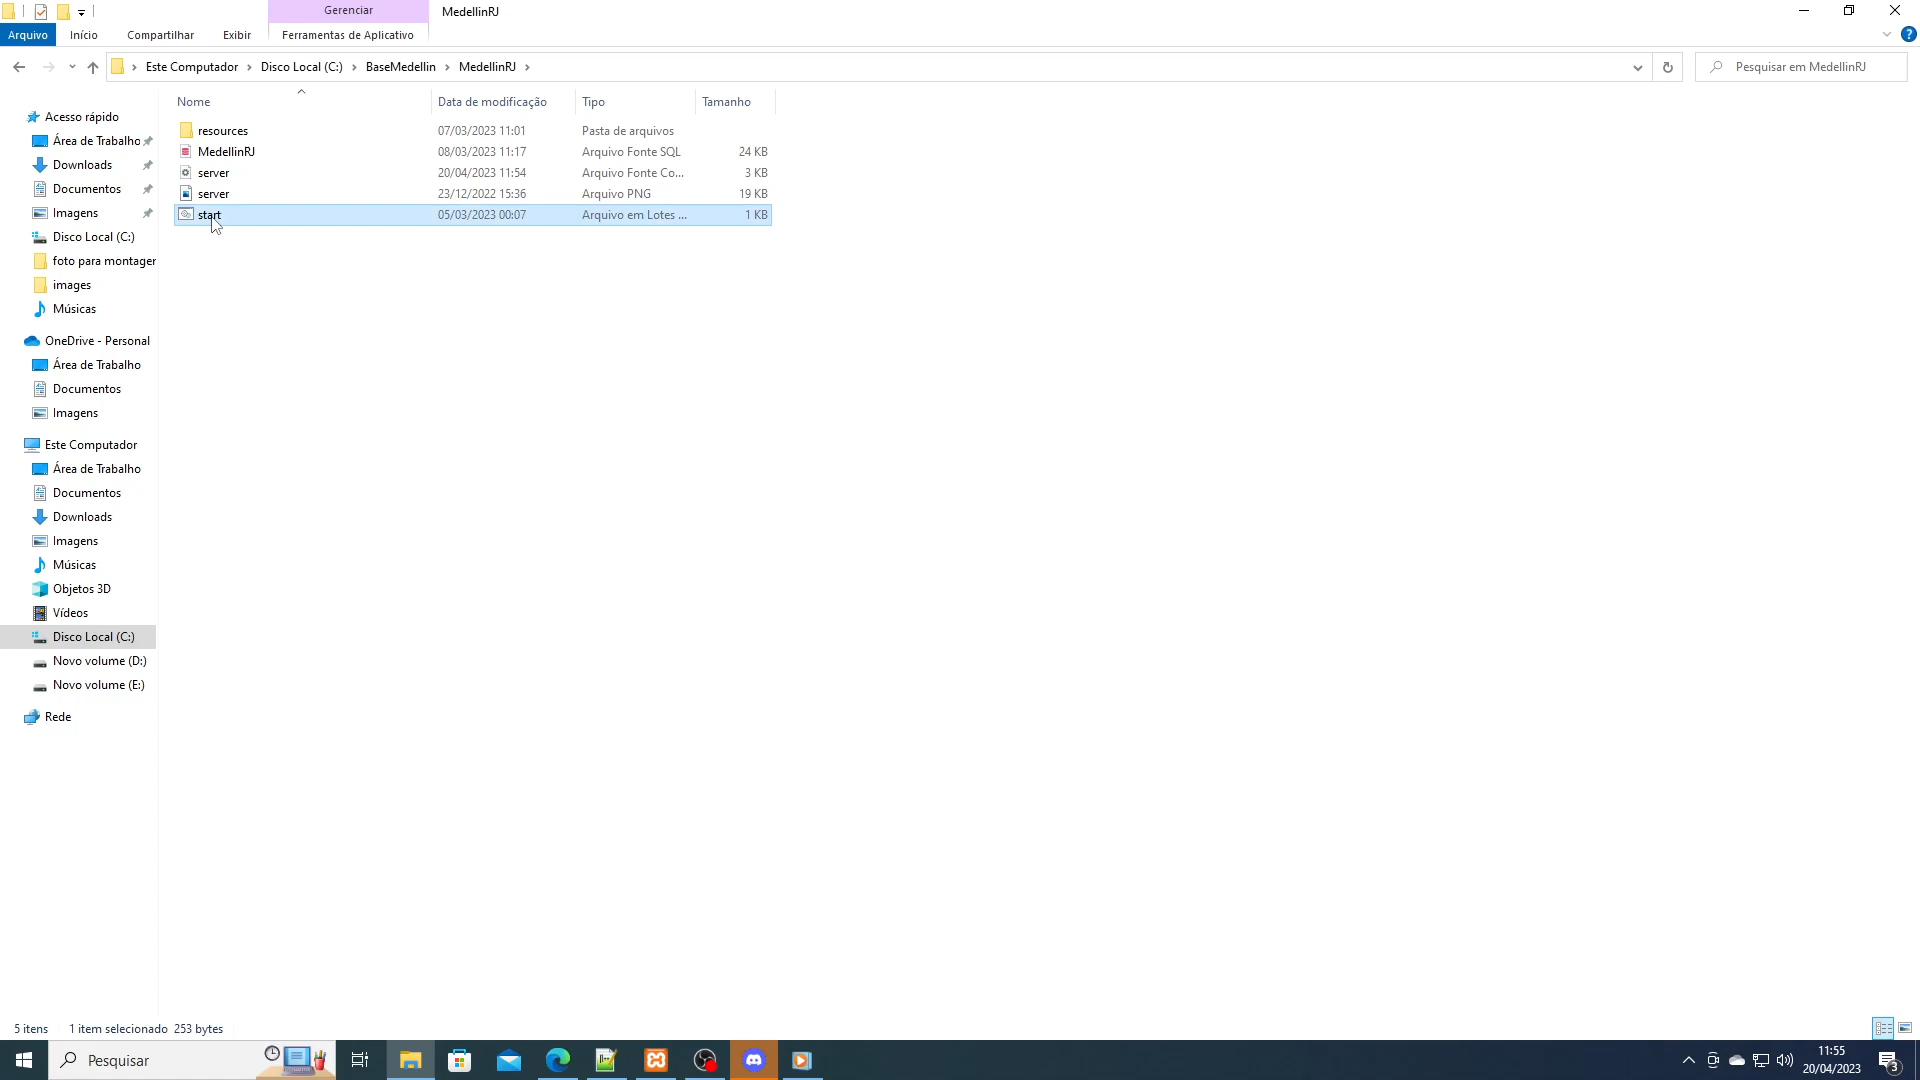 Gerenciar
MedellinRJ
Arquivo
Início
Compartilhar
Exibir
Ferramentas de Aplicativo
Este Computador
Disco Local (C:)
BaseMedellin
MedellinRJ
Pesquisar em MedellinRJ
Nome
Data de modificação
Tipo
Tamanho
resources 07/03/2023 11:01 Pasta de arquivos
MedellinRJ 08/03/2023 11:17 Arquivo Fonte SQL 24 KB
server 20/04/2023 11:54 Arquivo Fonte Co... 3 KB
server 23/12/2022 15:36 Arquivo PNG 19 KB
start 05/03/2023 00:07 Arquivo em Lotes ... 1 KB
Acesso rápido
Área de Trabalho
Downloads
Documentos
Imagens
Disco Local (C:)
foto para montager
images
Músicas
OneDrive - Personal
Área de Trabalho
Documentos
Imagens
Este Computador
Área de Trabalho
Documentos
Downloads
Imagens
Músicas
Objetos 3D
Vídeos
Disco Local (C:)
Novo volume (D:)
Novo volume (E:)
Rede
5 itens
1 item selecionado 253 bytes
Pesquisar
11:55
20/04/2023
3